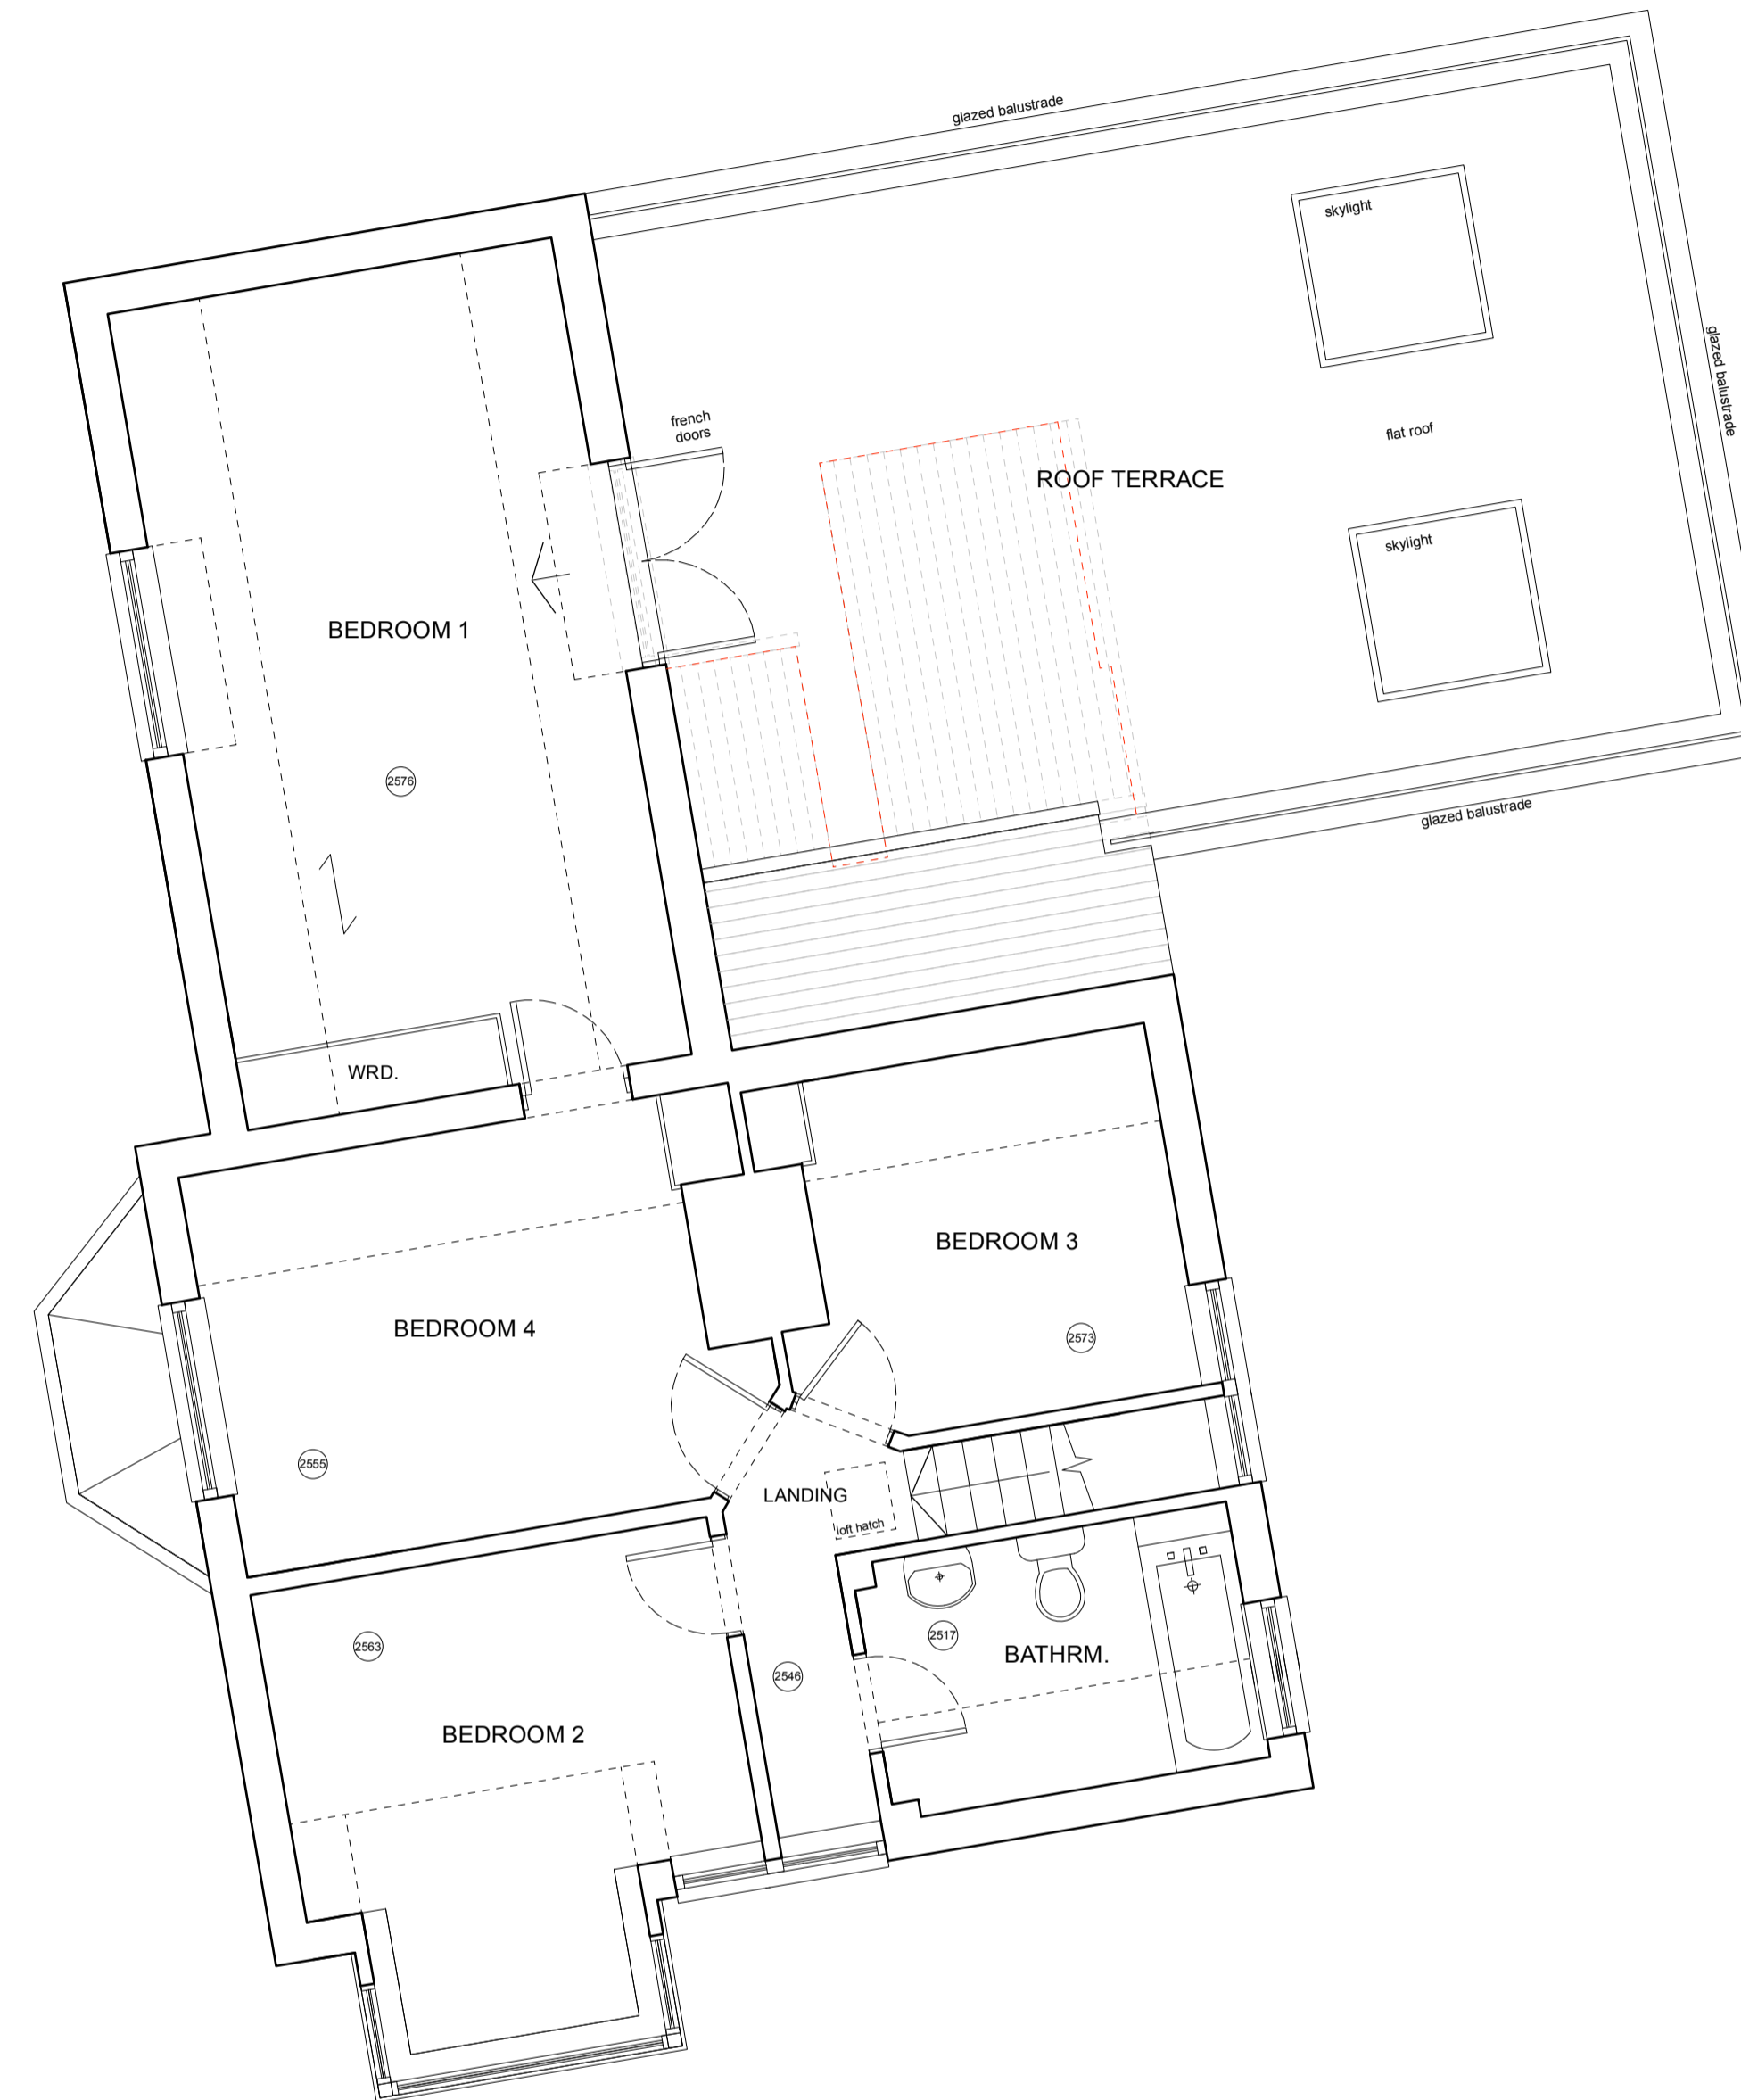 glazed balustrade
skylight
glazed balustrade
french
doors
flat roof
ROOF TERRACE
skylight
BEDROOM 1
2576
glazed balustrade
WRD.
BEDROOM 3
BEDROOM 4
2573
2555
LANDING
loft hatch
2517
2563
BATHRM.
2546
BEDROOM 2